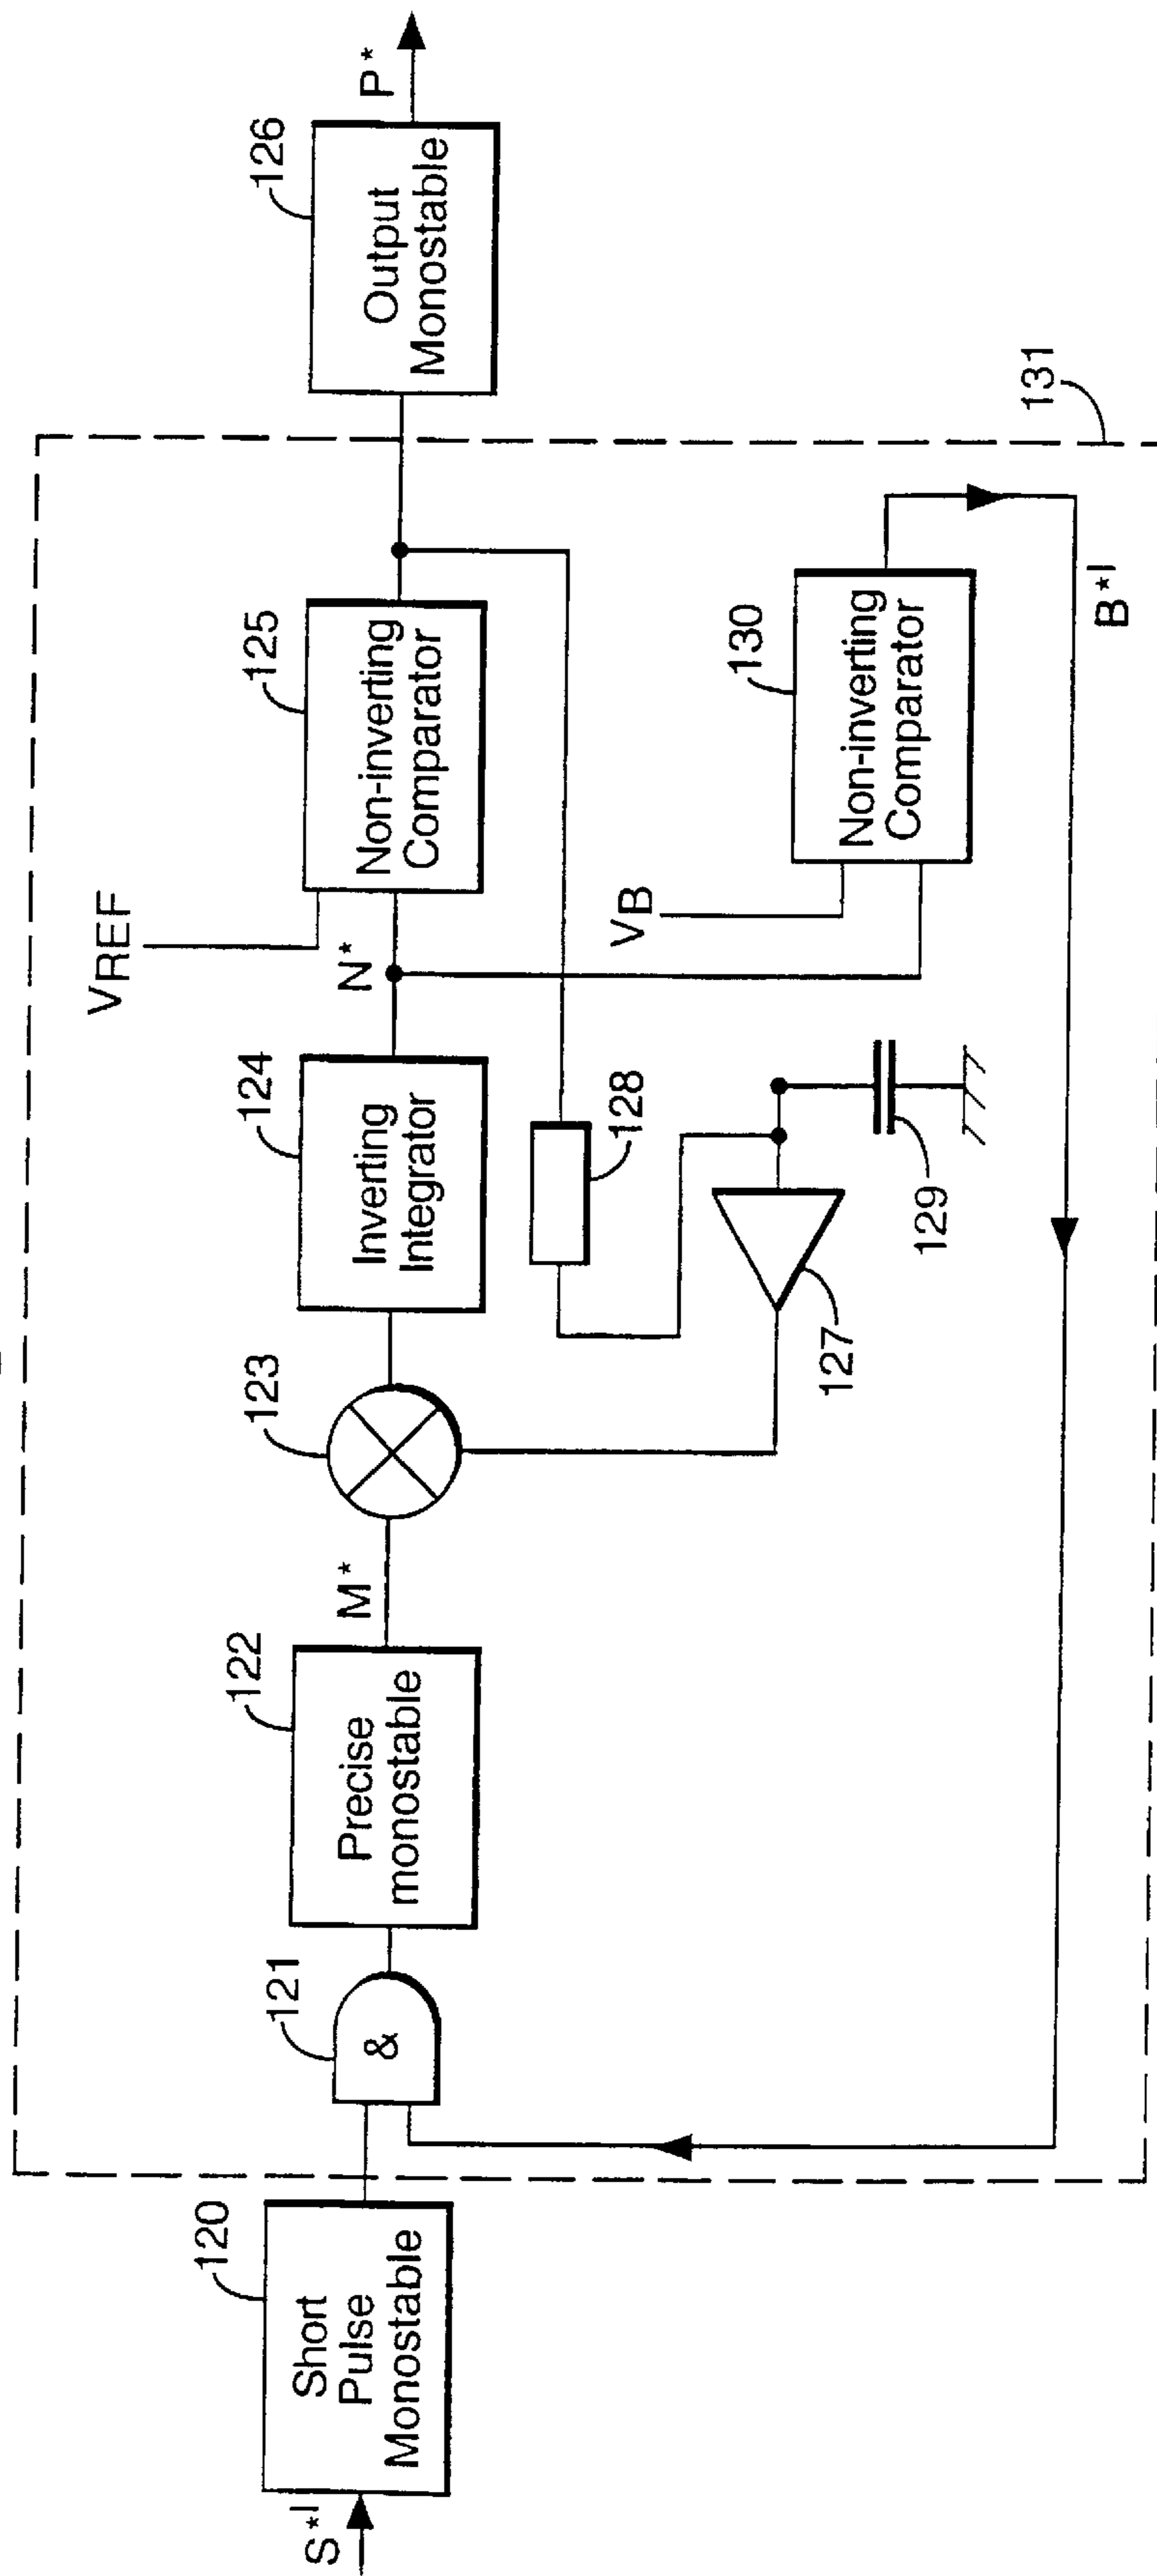 S*I
120
Short
Pulse
Monostable
121
&
122
Precise
monostable
M*
123
124
Inverting
Integrator
N*
VREF
125
Non-inverting
Comparator
126
Output
Monostable
P*
127
128
129
VB
130
Non-inverting
Comparator
B*I
131